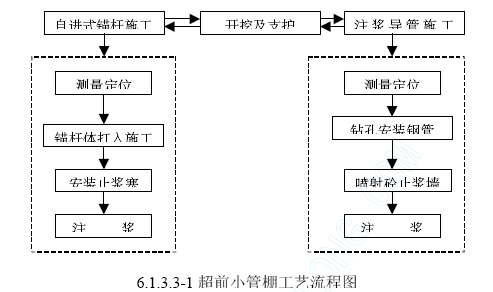 自进式锚杆施工
开挖及支护
注浆导管施工
测量定位
锚杆体打入施工
安装止浆塞
注 浆
测量定位
钻孔安装钢管
喷射砼止浆墙
注 浆
6.1.3.3-1 超前小管棚工艺流程图